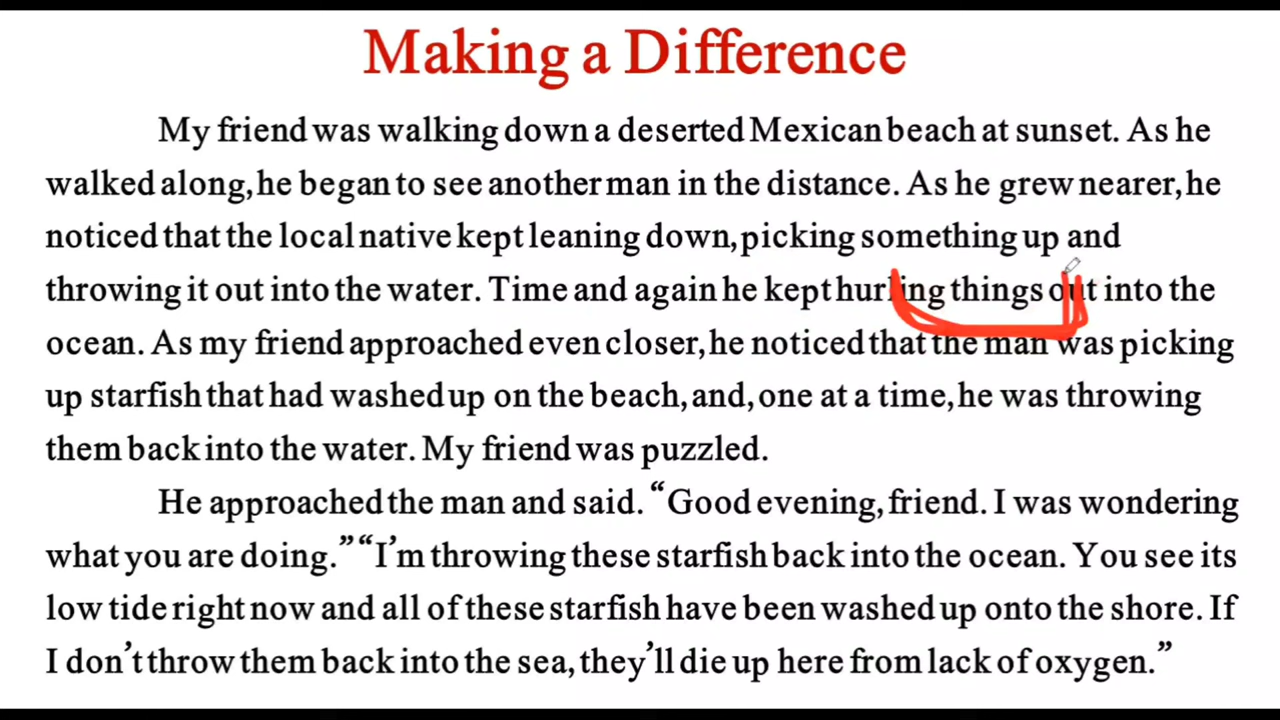 Making a Difference
My friend was walking down a deserted Mexican beach at sunset. As he
walked along, he began to see another man in the distance. As he grew nearer, he
noticed that the local native kept leaning down, picking something up and
throwing it out into the water. Time and again he kept hurling things out into the
ocean. As my friend approached even closer, he noticed that the man was picking
up starfish that had washed up on the beach, and, one at a time, he was throwing
them back into the water. My friend was puzzled.
He approached the man and said. “Good evening, friend. I was wondering
what you are doing.” “I’m throwing these starfish back into the ocean. You see its
low tide right now and all of these starfish have been washed up onto the shore. If
I don’t throw them back into the sea, they’ll die up here from lack of oxygen.”